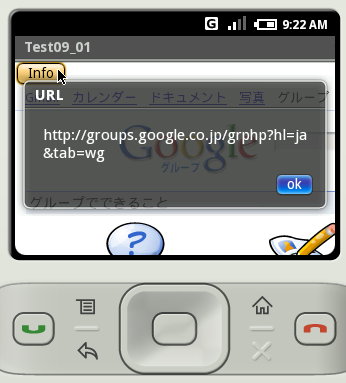 G 9:22 AM
Test09_01
Info
カレンダー ドキュメント 写真 グループ
URL
http://groups.google.co.jp/grphp?hl=ja
&tab=wg
Google
グループ
ok
グループでできること
?